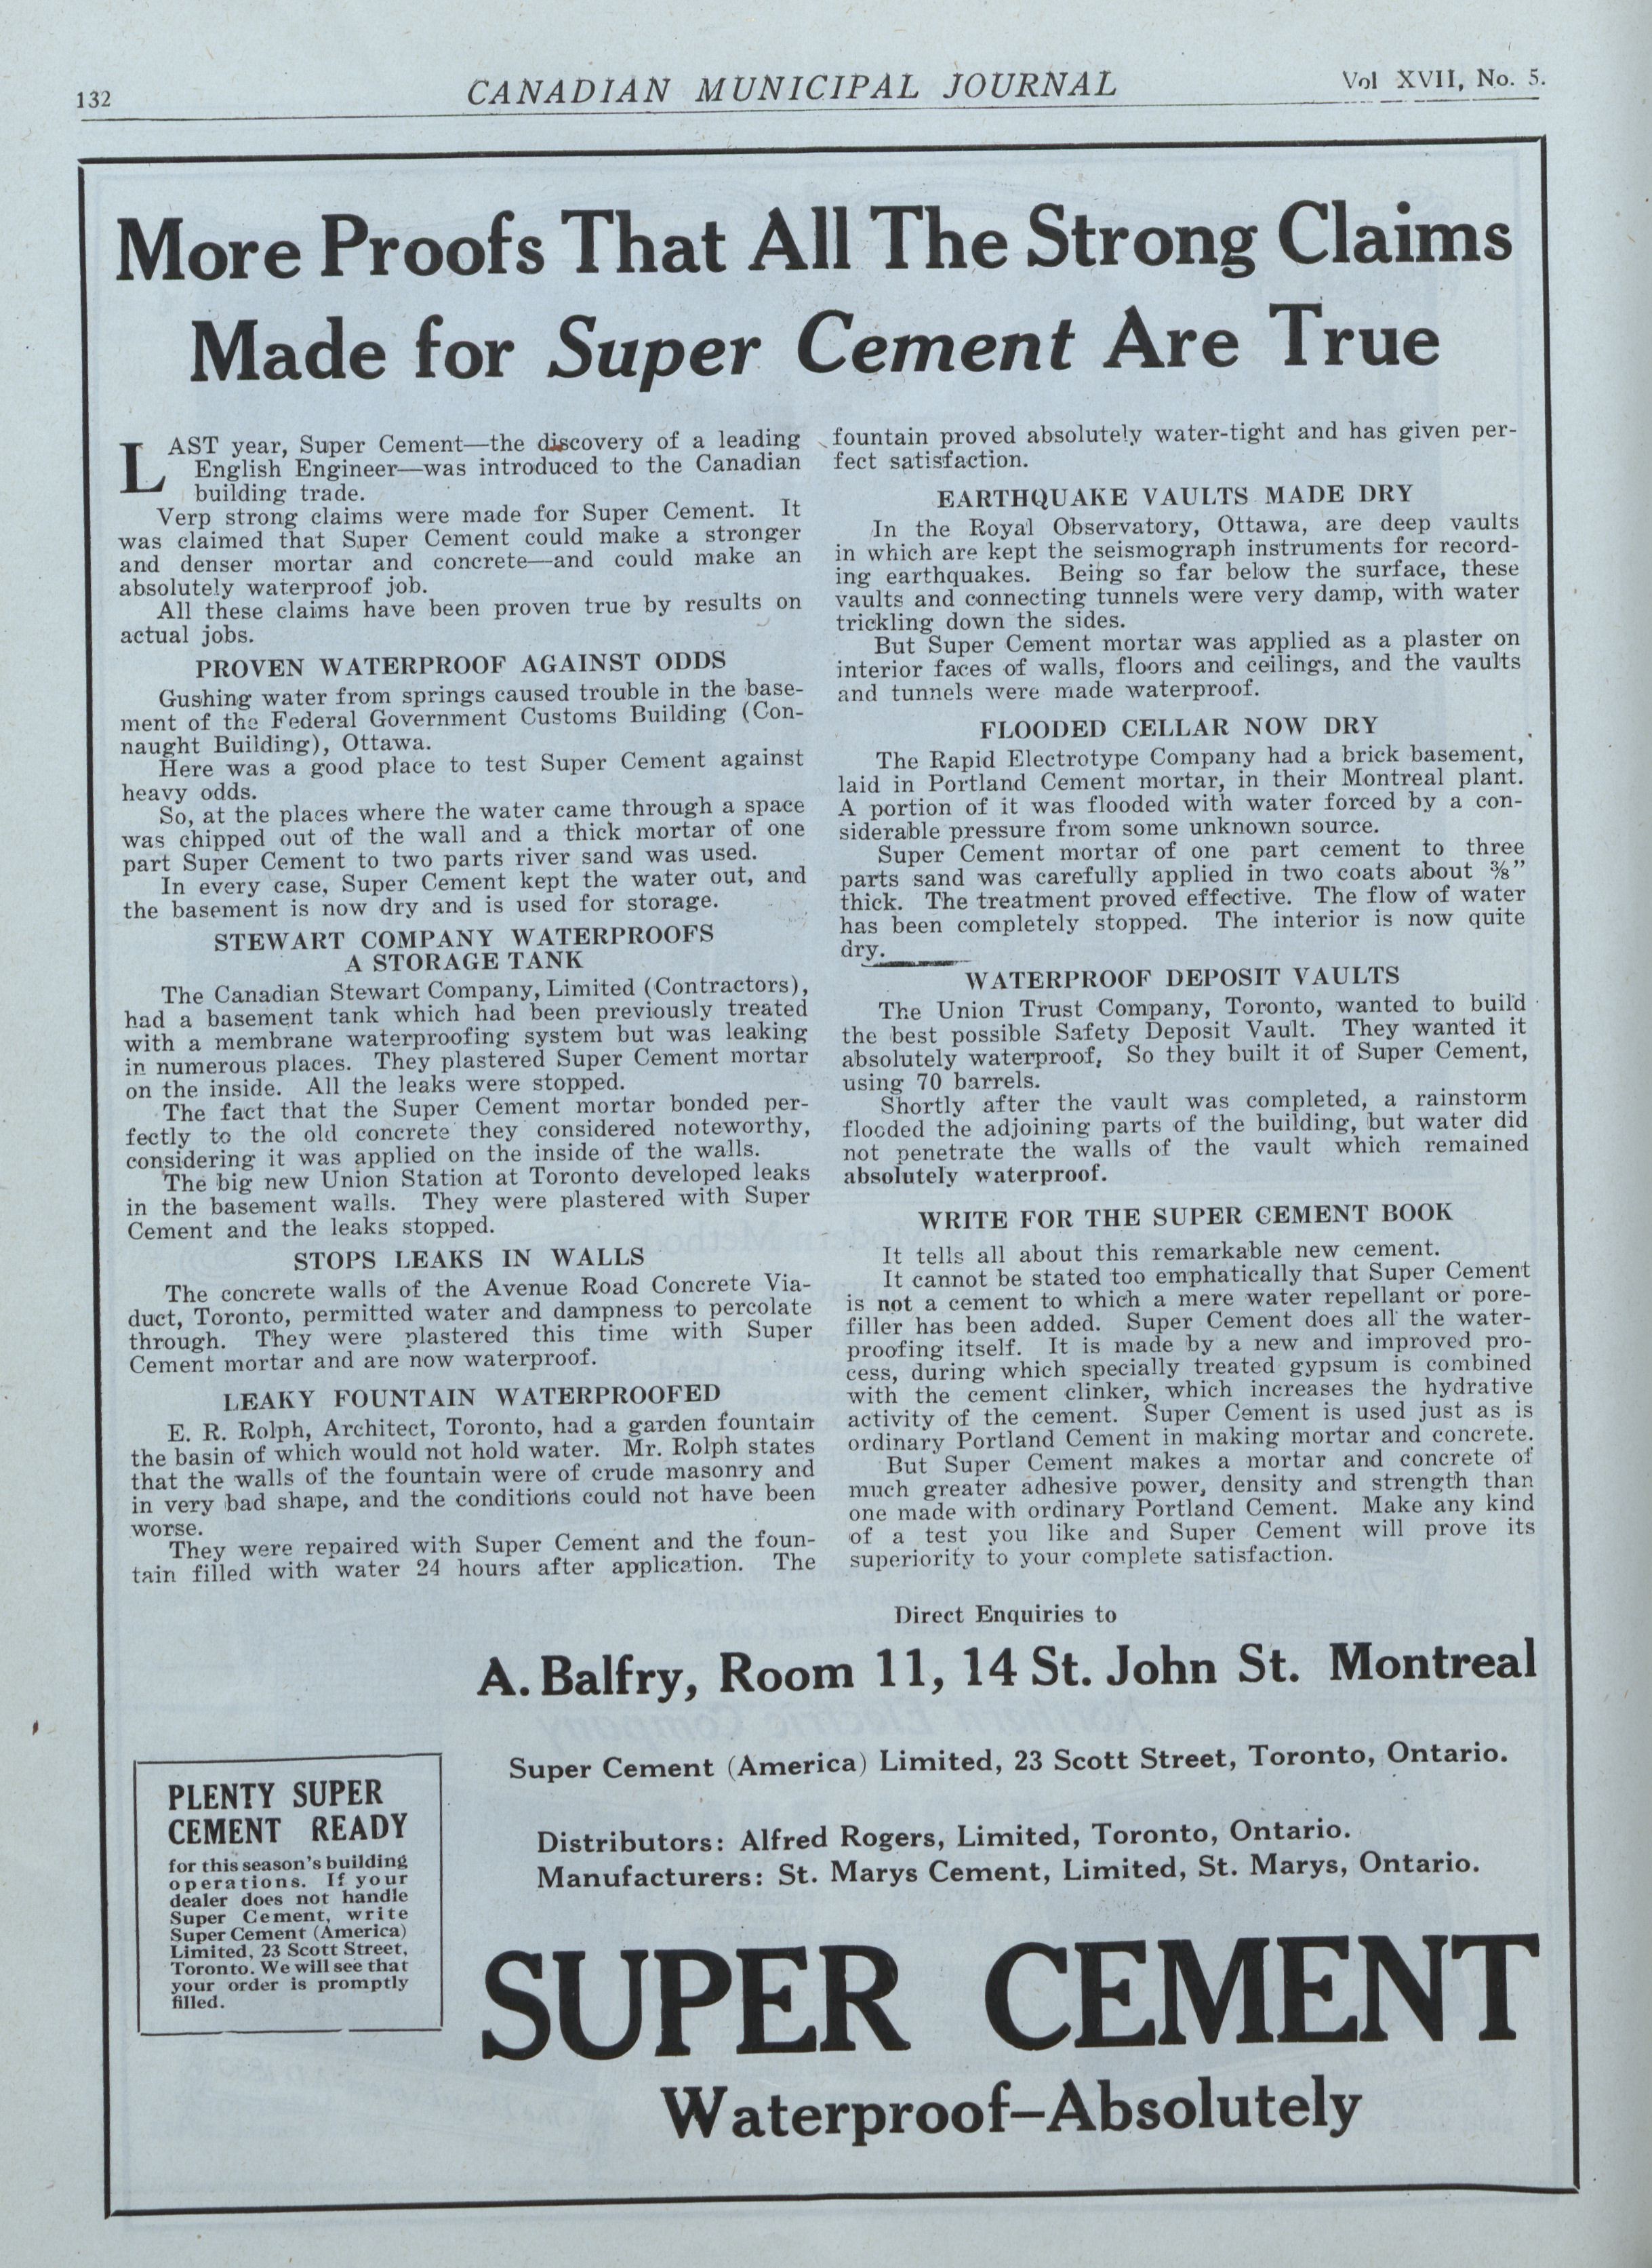 132
CANADIAN MUNICIPAL JOURNAL
Vol XVII, No. 5.
More Proofs That All The Strong Claims
Made for Super Cement Are True
LAST year, Super Cement—the discovery of a leading
English Engineer—was introduced to the Canadian
building trade.
Verp strong claims were made for Super Cement. It
was claimed that Super Cement could make a stronger
and denser mortar and concrete—and could make an
absolutely waterproof job.
All these claims have been proven true by results on
actual jobs.
PROVEN WATERPROOF AGAINST ODDS
Gushing water from springs caused trouble in the base-
ment of the Federal Government Customs Building (Con-
naught Building), Ottawa.
Here was a good place to test Super Cement against
heavy odds.
So, at the places where the water came through a space
was chipped out of the wall and a thick mortar of one
part Super Cement to two parts river sand was used.
In every case, Super Cement kept the water out, and
the basement is now dry and is used for storage.
STEWART COMPANY WATERPROOFS
A STORAGE TANK
The Canadian Stewart Company, Limited (Contractors),
had a basement tank which had been previously treated
with a membrane waterproofing system but was leaking
in numerous places. They plastered Super Cement mortar
on the inside. All the leaks were stopped.
The fact that the Super Cement mortar bonded per-
fectly to the old concrete they considered noteworthy,
considering it was applied on the inside of the walls.
The big new Union Station at Toronto developed leaks
in the basement walls. They were plastered with Super
Cement and the leaks stopped.
STOPS LEAKS IN WALLS
The concrete walls of the Avenue Road Concrete Via-
duct, Toronto, permitted water and dampness to percolate
through. They were plastered this time with Super
Cement mortar and are now waterproof.
LEAKY FOUNTAIN WATERPROOFED
E. R. Rolph, Architect, Toronto, had a garden fountain
the basin of which would not hold water. Mr. Rolph states
that the walls of the fountain were of crude masonry and
in very bad shape, and the conditions could not have been
worse.
They were repaired with Super Cement and the foun-
tain filled with water 24 hours after application. The
fountain proved absolutely water-tight and has given per-
fect satisfaction.
EARTHQUAKE VAULTS MADE DRY
In the Royal Observatory, Ottawa, are deep vaults
in which are kept the seismograph instruments for record-
ing earthquakes. Being so far below the surface, these
vaults and connecting tunnels were very damp, with water
trickling down the sides.
But Super Cement mortar was applied as a plaster on
interior faces of walls, floors and ceilings, and the vaults
and tunnels were made waterproof.
FLOODED CELLAR NOW DRY
The Rapid Electrotype Company had a brick basement,
laid in Portland Cement mortar, in their Montreal plant.
A portion of it was flooded with water forced by a con-
siderable pressure from some unknown source.
Super Cement mortar of one part cement to three
parts sand was carefully applied in two coats about ⅜”
thick. The treatment proved effective. The flow of water
has been completely stopped. The interior is now quite
dry.
WATERPROOF DEPOSIT VAULTS
The Union Trust Company, Toronto, wanted to build
the best possible Safety Deposit Vault. They wanted it
absolutely waterproof, So they built it of Super Cement,
using 70 barrels.
Shortly after the vault was completed, a rainstorm
flooded the adjoining parts of the building, but water did
not penetrate the walls of the vault which remained
absolutely waterproof.
WRITE FOR THE SUPER CEMENT BOOK
It tells all about this remarkable new cement.
It cannot be stated too emphatically that Super Cement
is not a cement to which a mere water repellant or pore-
filler has been added. Super Cement does all the water-
proofing itself. It is made by a new and improved pro-
cess, during which specially treated gypsum is combined
with the cement clinker, which increases the hydrative
activity of the cement. Super Cement is used just as is
ordinary Portland Cement in making mortar and concrete.
But Super Cement makes a mortar and concrete of
much greater adhesive power, density and strength than
one made with ordinary Portland Cement. Make any kind
of a test you like and Super Cement will prove its
superiority to your complete satisfaction.
Direct Enquiries to
A. Balfry, Room 11, 14 St. John St. Montreal
Super Cement (America) Limited, 23 Scott Street, Toronto, Ontario.
Distributors: Alfred Rogers, Limited, Toronto, Ontario.
Manufacturers: St. Marys Cement, Limited, St. Marys, Ontario.
PLENTY SUPER
CEMENT READY
for this season's building
operations. If your
dealer does not handle
Super Cement, write
Super Cement (America)
Limited, 23 Scott Street,
Toronto. We will see that
your order is promptly
filled.
SUPER CEMENT
Waterproof—Absolutely